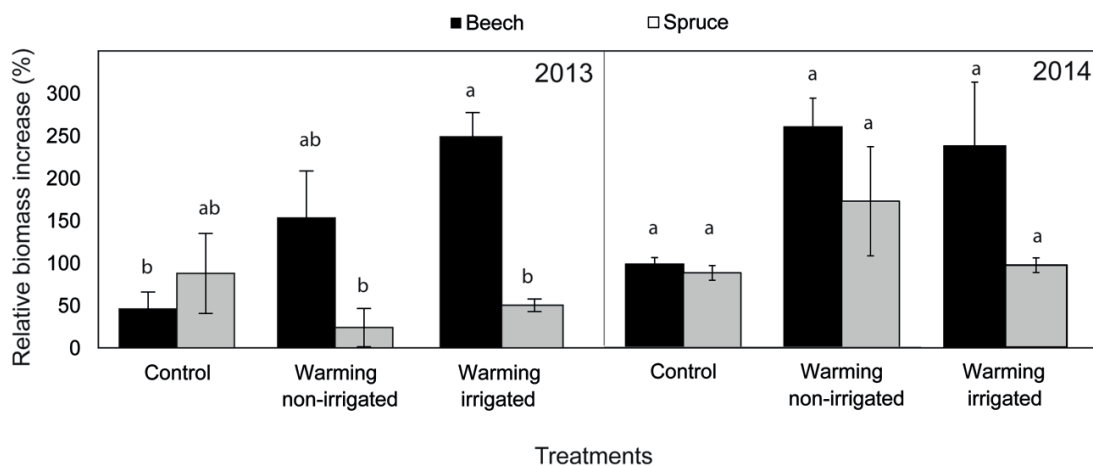 Beech Spruce
Relative biomass increase (%)
2013
2014
300
250
200
150
100
50
0
b
ab
ab
b
a
b
a
a
a
a
a
a
Control
Warming
non-irrigated
Warming
irrigated
Control
Warming
non-irrigated
Warming
irrigated
Treatments